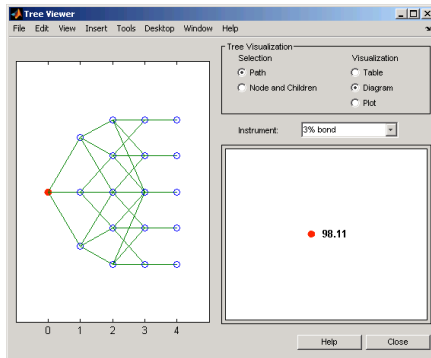 Tree Viewer
File Edit View Insert Tools Desktop Window Help
Tree Visualization
Selection Visualization
Path Table
Node and Children Diagram
Plot
Instrument: 3% bond
98.11
0 1 2 3 4
Help Close